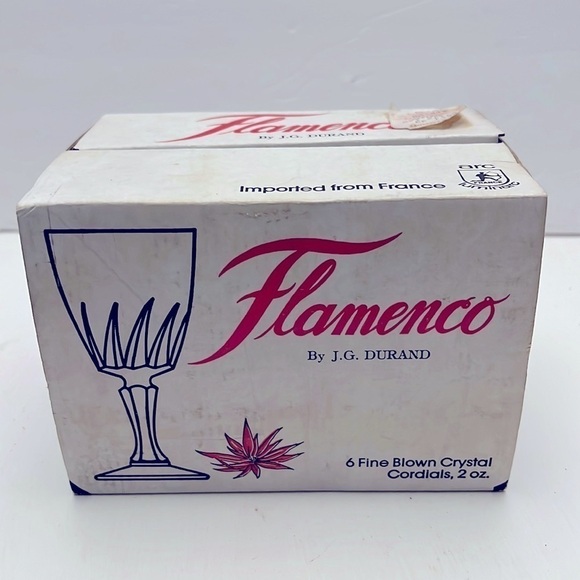 Flamenco
By J.G. DURAND
arc
Imported from France
Flamenco
By J.G. DURAND
6 Fine Blown Crystal
Cordials, 2 oz.